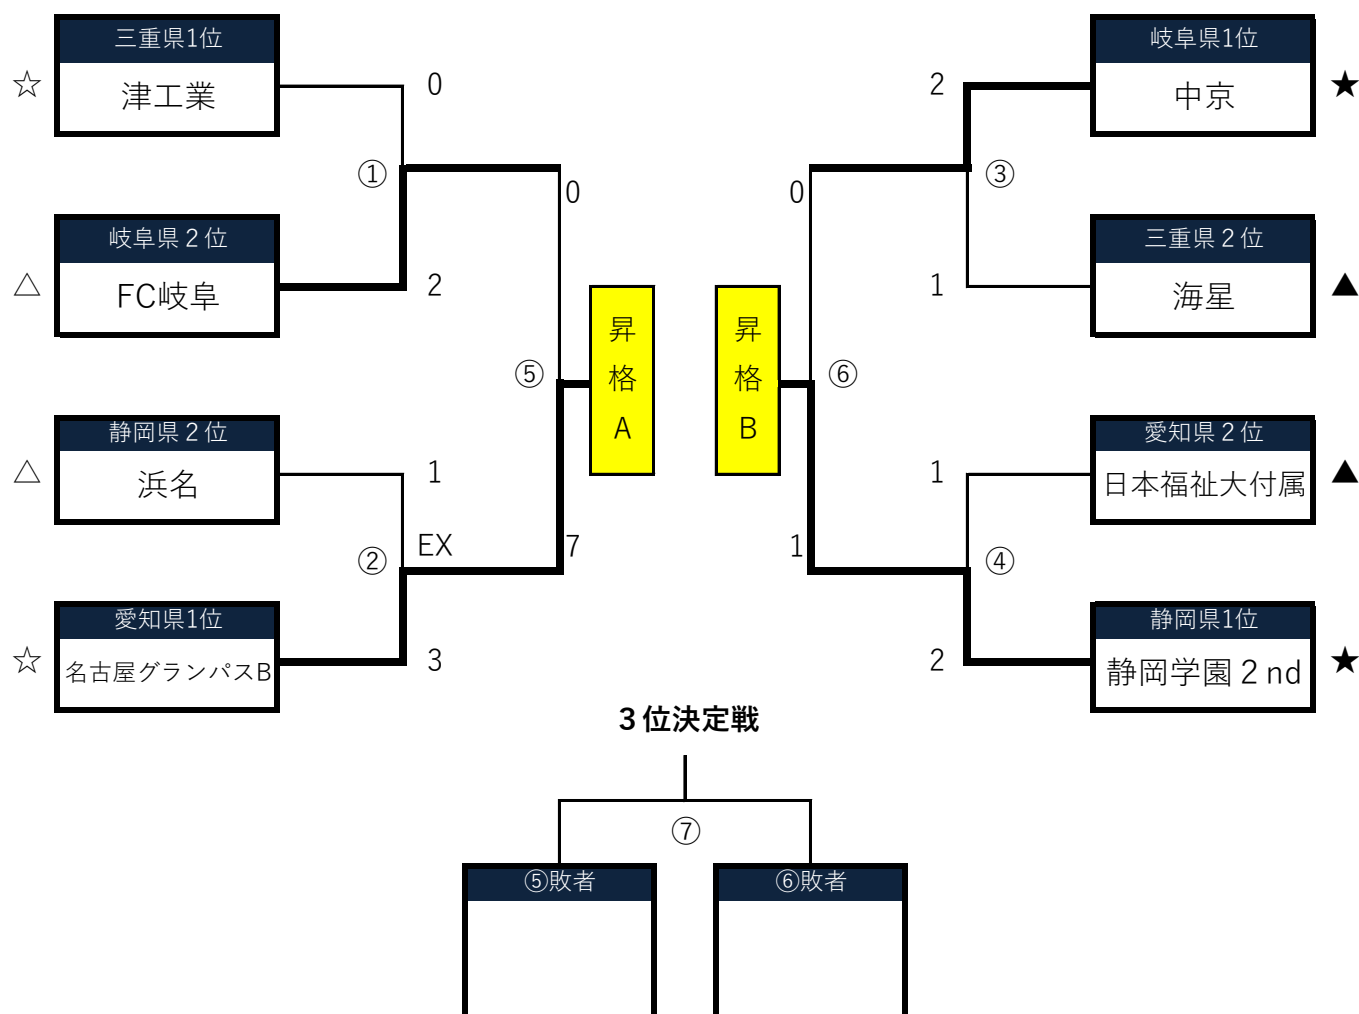 三重県1位
☆
津工業
0
①
岐阜県２位
△
FC岐阜
2
0
静岡県２位
△
浜名
1
②
EX
愛知県1位
☆
名古屋グランパスB
3
⑤
7
昇
格
A
昇
格
B
岐阜県1位
2
中京
★
③
0
三重県２位
1
海星
▲
⑥
愛知県２位
1
日本福祉大付属
▲
1
④
静岡県1位
2
静岡学園２nd
★
３位決定戦
⑦
⑤敗者
⑥敗者